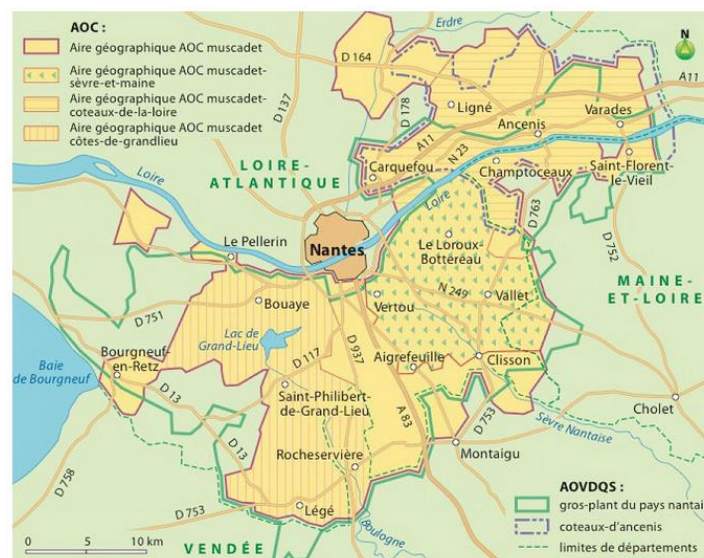 AOC :
Aire géographique AOC muscadet
Aire géographique AOC muscadet-
sèvre-et-maine
Aire géographique AOC muscadet-
coteaux-de-la-loire
Aire géographique AOC muscadet
côtes-de-grandlieu
Erdre
N
D 164
D 137
D 178
A11
A11
N 23
Ligné
Ancenis
Varades
Carquefou
Champtoceaux
Saint-Florent-
le-Vieil
LOIRE-
ATLANTIQUE
Loire
Loire
D 763
D 752
Le Pellerin
Nantes
Le Loroux-
Bottereau
MAINE-
ET-LOIRE
Bouaye
Vertou
N 249
Vallet
D 751
Lac de
Grand-Lieu
D 117
D 937
Aigrefeuille
Clisson
Baie
de Bourgneuf
Bourgneuf-
en-Retz
D 13
Saint-Philibert-
de-Grand-Lieu
A 83
D 753
Sèvre Nantaise
Cholet
D 13
Rocheservière
Montaigu
D 758
D 753
Légé
Boulogne
VENDÉE
AOVDQS :
gros-plant du pays nantai
coteaux-d'ancenis
limites de départements
0 5 10 km